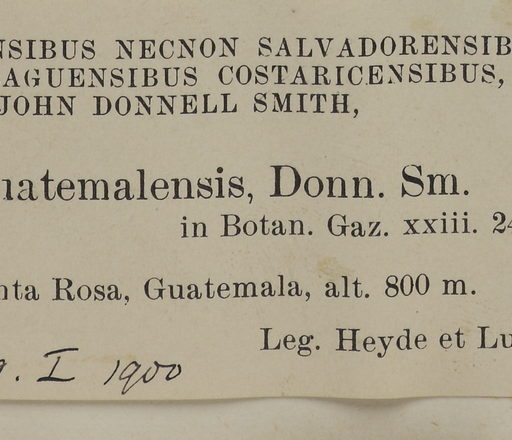 NSIBUS NECNON SALVADORENSIB
AGUENSIBUS COSTARICENSIBUS,
JOHN DONNELL SMITH,
uatemalensis, Donn. Sm.
in Botan. Gaz. xxiii. 24
nta Rosa, Guatemala, alt. 800 m.
Leg. Heyde et Lu
. I 1900